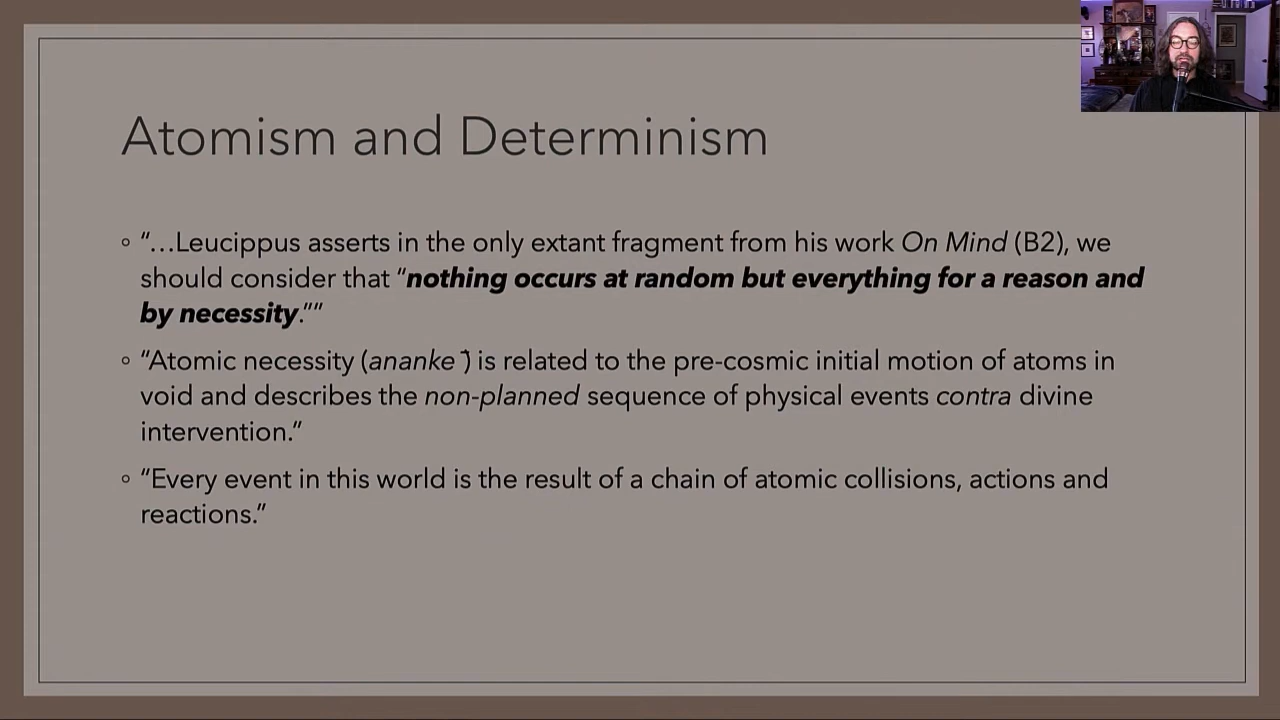 Atomism and Determinism
“…Leucippus asserts in the only extant fragment from his work On Mind (B2), we
should consider that “nothing occurs at random but everything for a reason and
by necessity.””
“Atomic necessity (ananke ̄) is related to the pre-cosmic initial motion of atoms in
void and describes the non-planned sequence of physical events contra divine
intervention.”
“Every event in this world is the result of a chain of atomic collisions, actions and
reactions.”